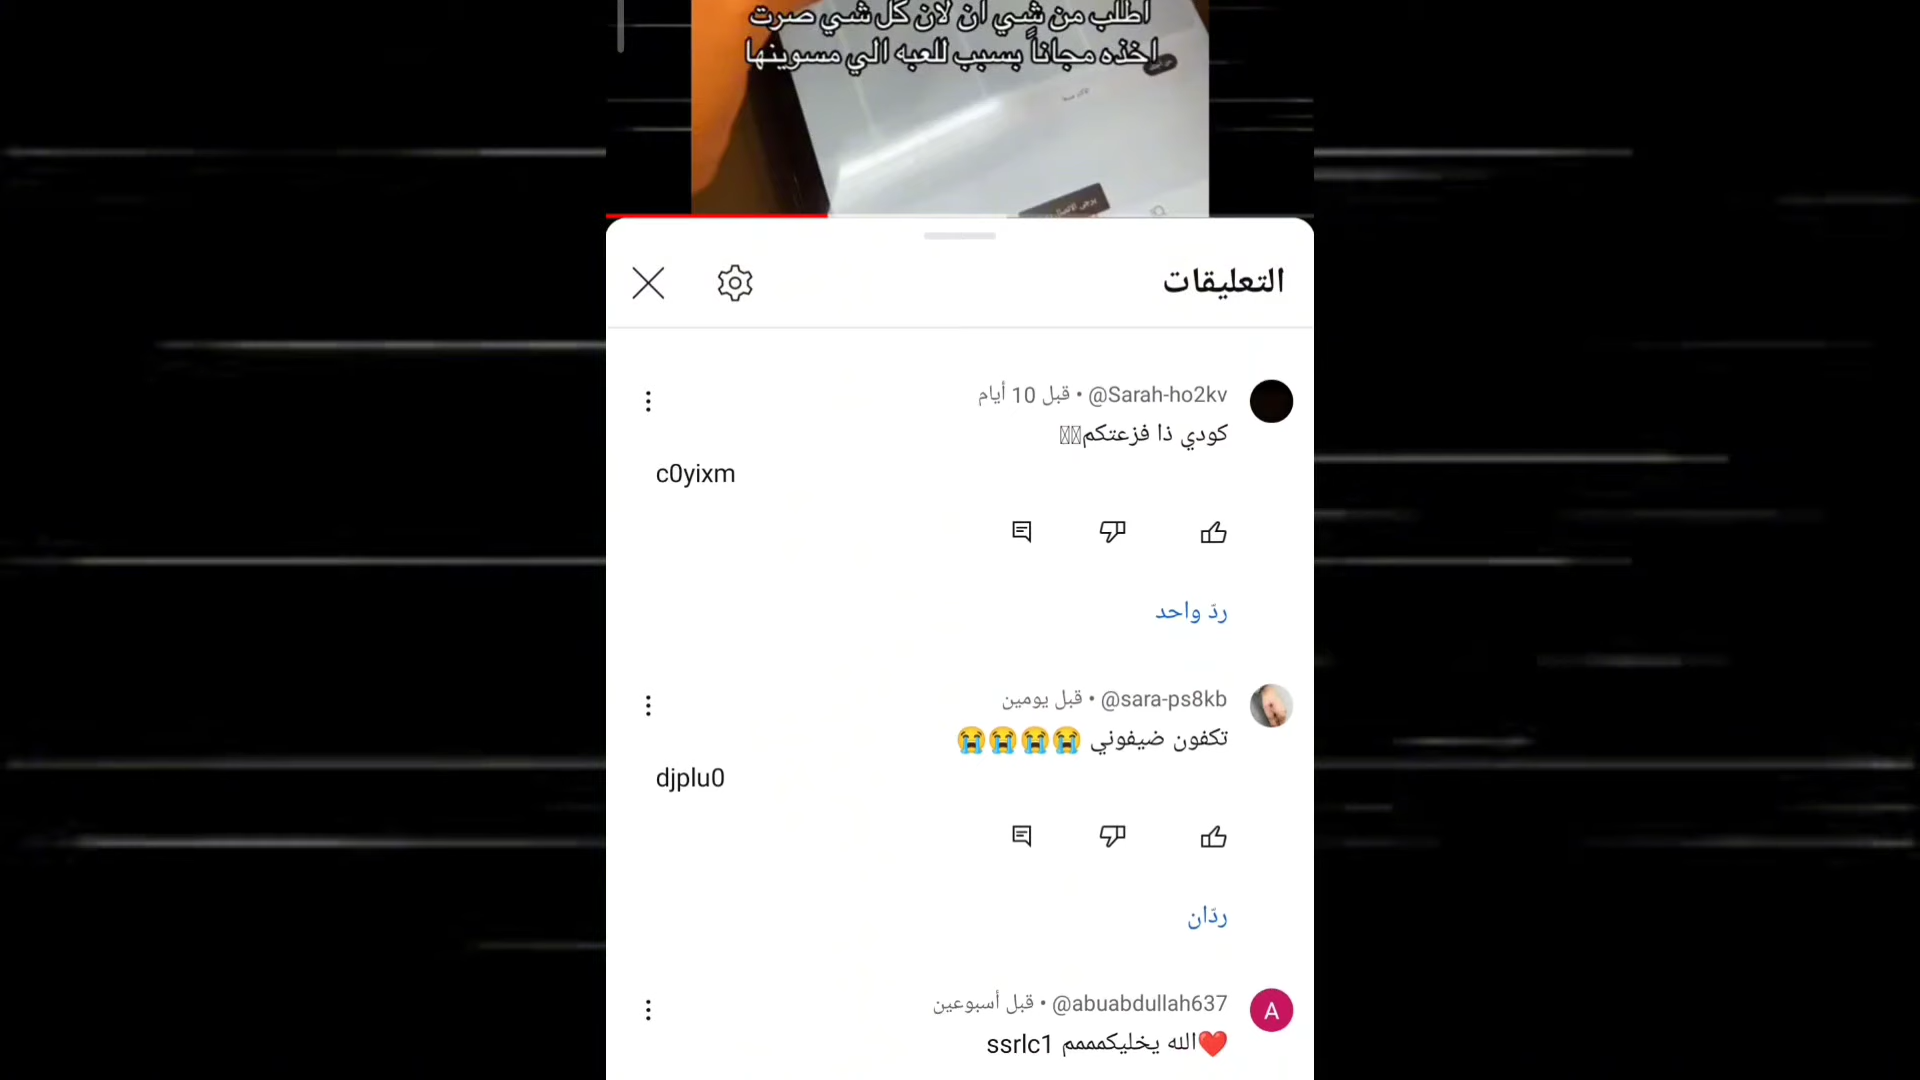 اطلب من شي ان لان كل شي صرت
اخذه مجاناً بسبب للعبه الي مسوينها
التعليقات
@Sarah-ho2kv • قبل 10 أيام
كودي ذا فزعتكم
c0yixm
ردّ واحد
@sara-ps8kb • قبل يومين
تكفون ضيفوني 😭😭😭😭
djplu0
ردّان
@abuabdullah637 • قبل أسبوعين
A
❤️الله يخليكمممم ssrlc1